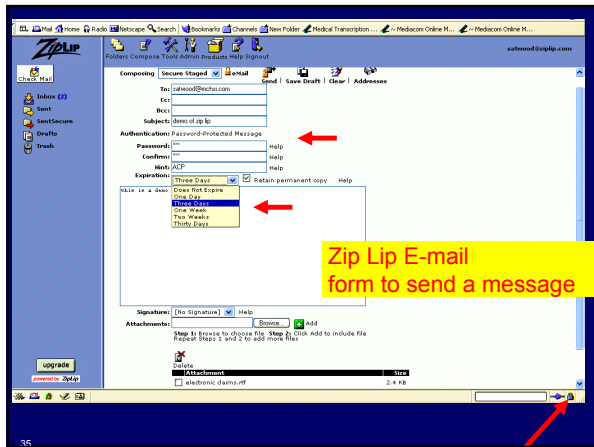 Mail Home Radio Netscape Search Bookmarks Channels New Folder Medical Transcription ... ~ Mediacom Online M... ~ Mediacom Online M...
ZipLip
Folders Compose Tools Admin Products Help Signout
satwood@ziplip.com
Check Mail
Composing Secure Staged eMail
Send | Save Draft | Clear | Addresses
Inbox (2)
Sent
SentSecure
Drafts
Trash
To: satwood@mchsi.com
Cc:
Bcc:
Subject: demo of zip lip
Authentication: Password-Protected Message
Password: *** Help
Confirm: *** Help
Hint: ACP Help
Expiration: Three Days Retain permanent copy Help
this is a demo
Does Not Expire
One Day
Three Days
One Week
Two Weeks
Thirty Days
Zip Lip E-mail
form to send a message
Signature: [No Signature] Help
Attachments: Browse... Add
Step 1: Browse to choose file Step 2: Click Add to include file
Repeat Steps 1 and 2 to add more files
Delete
Attachment Size
electronic claims.rtf 2.4 KB
upgrade
powered by ZipLip
35